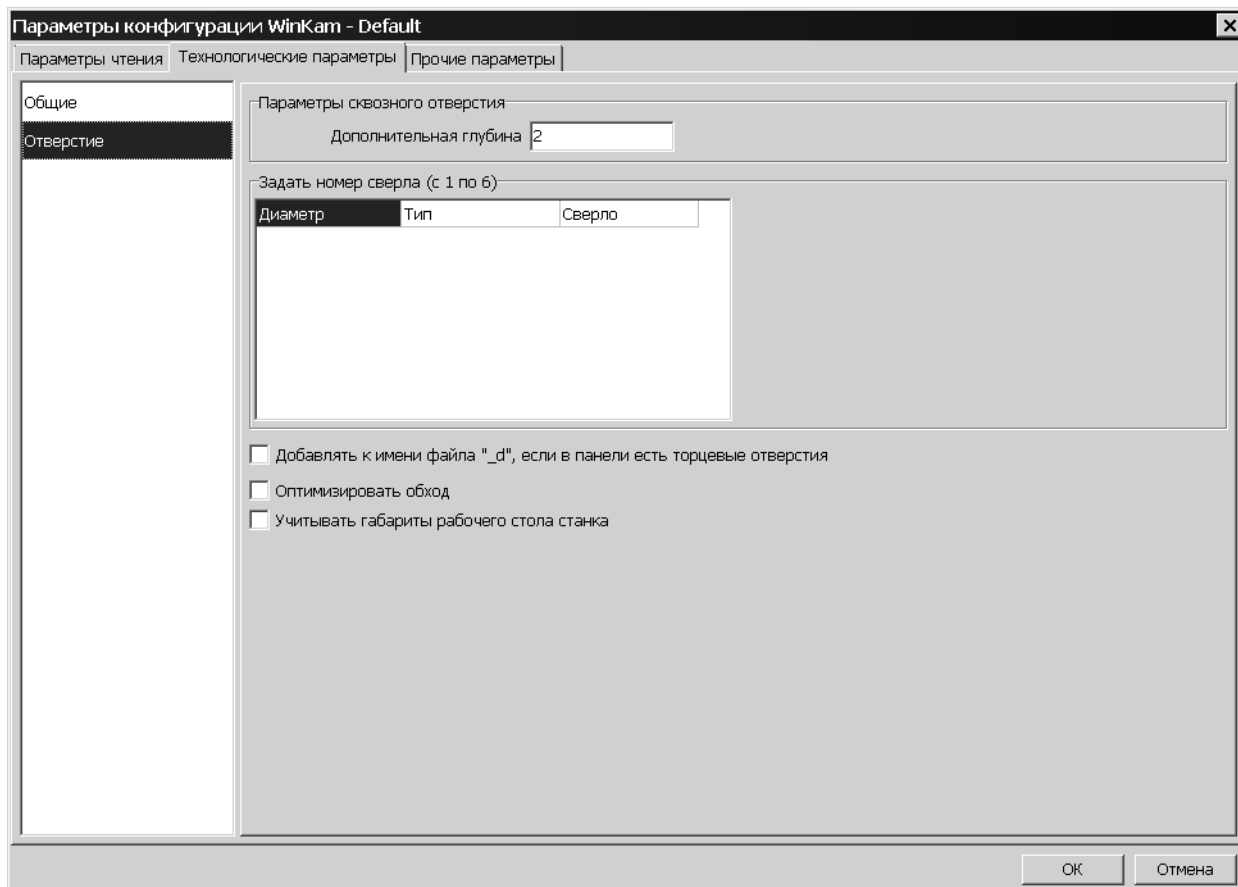 Параметры конфигурации WinKam - Default
Параметры чтения Технологические параметры Прочие параметры
Общие
Отверстие
Параметры сквозного отверстия
Дополнительная глубина 2
Задать номер сверла (с 1 по 6)
Диаметр Тип Сверло
Добавлять к имени файла "_d", если в панели есть торцевые отверстия
Оптимизировать обход
Учитывать габариты рабочего стола станка
ОК Отмена